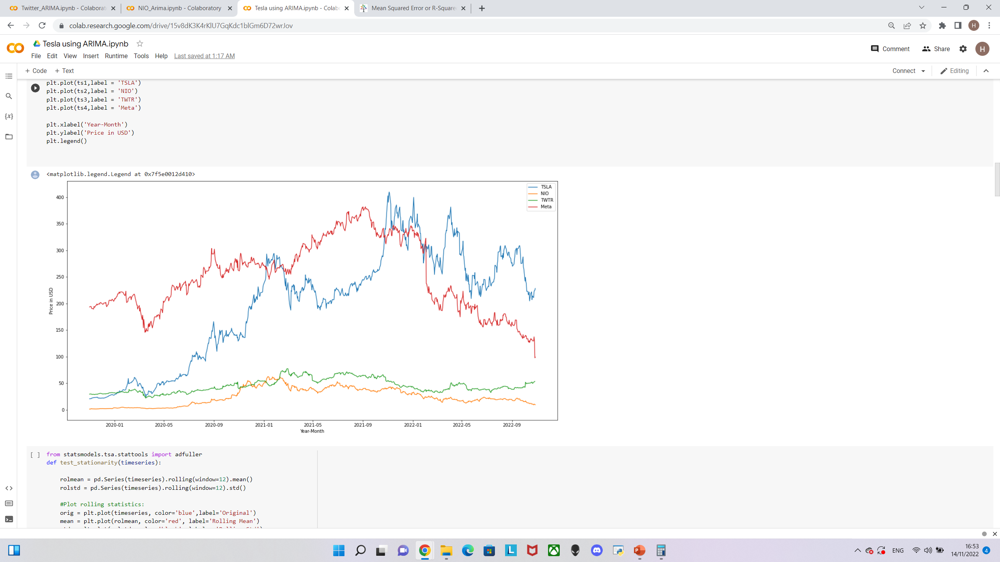 Twitter_ARIMA.ipynb - Colaborat
NIO_Arima.ipynb - Colaboratory
Tesla using ARIMA.ipynb - Colab
Mean Squared Error or R-Square
colab.research.google.com/drive/15v8dK3K4rKlU7GqKdc1blGm6D72wrJov
H
CO
Tesla using ARIMA.ipynb
File Edit View Insert Runtime Tools Help Last saved at 1:17 AM
Comment Share H
+ Code + Text
Connect Editing
plt.plot(ts1,label = 'TSLA')
plt.plot(ts2,label = 'NIO')
plt.plot(ts3,label = 'TWTR')
plt.plot(ts4,label = 'Meta')
{x}
plt.xlabel('Year-Month')
plt.ylabel('Price in USD')
plt.legend()
<matplotlib.legend.Legend at 0x7f5e0012d410>
TSLA
NIO
TWTR
Meta
400
350
300
250
200
150
100
50
0
Price in USD
2020-01 2020-05 2020-09 2021-01 2021-05 2021-09 2022-01 2022-05 2022-09
Year-Month
[ ] from statsmodels.tsa.stattools import adfuller
def test_stationarity(timeseries):
rolmean = pd.Series(timeseries).rolling(window=12).mean()
rolstd = pd.Series(timeseries).rolling(window=12).std()
#Plot rolling statistics:
orig = plt.plot(timeseries, color='blue',label='Original')
mean = plt.plot(rolmean, color='red', label='Rolling Mean')
L
ENG
16:53
14/11/2022
4